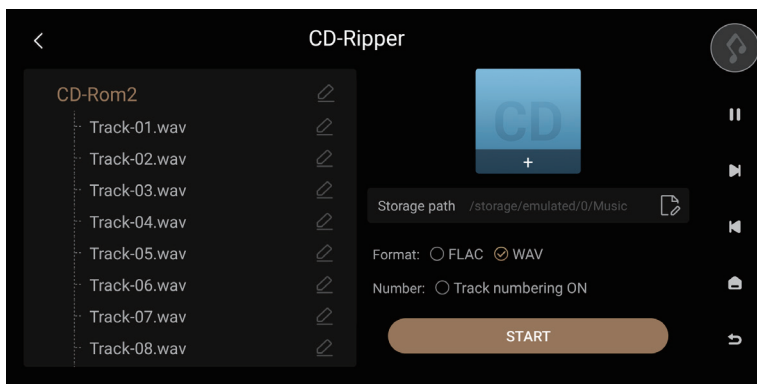 CD-Ripper
CD-Rom2
Track-01.wav
Track-02.wav
Track-03.wav
Track-04.wav
Track-05.wav
Track-06.wav
Track-07.wav
Track-08.wav
CD
+
Storage path /storage/emulated/0/Music
Format: FLAC WAV
Number: Track numbering ON
START